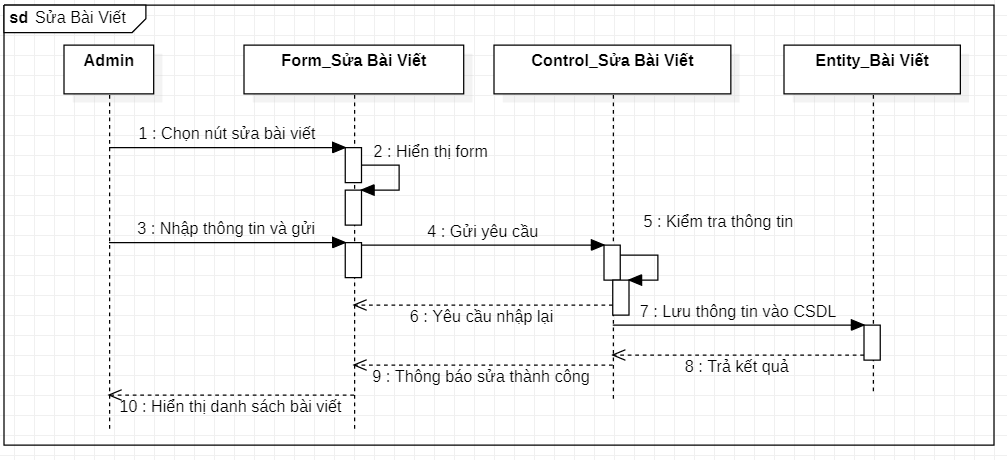 sd Sửa Bài Viết
Admin
Form_Sửa Bài Viết
Control_Sửa Bài Viết
Entity_Bài Viết
1 : Chọn nút sửa bài viết
2 : Hiển thị form
3 : Nhập thông tin và gửi
4 : Gửi yêu cầu
5 : Kiểm tra thông tin
6 : Yêu cầu nhập lại
7 : Lưu thông tin vào CSDL
8 : Trả kết quả
9 : Thông báo sửa thành công
10 : Hiển thị danh sách bài viết